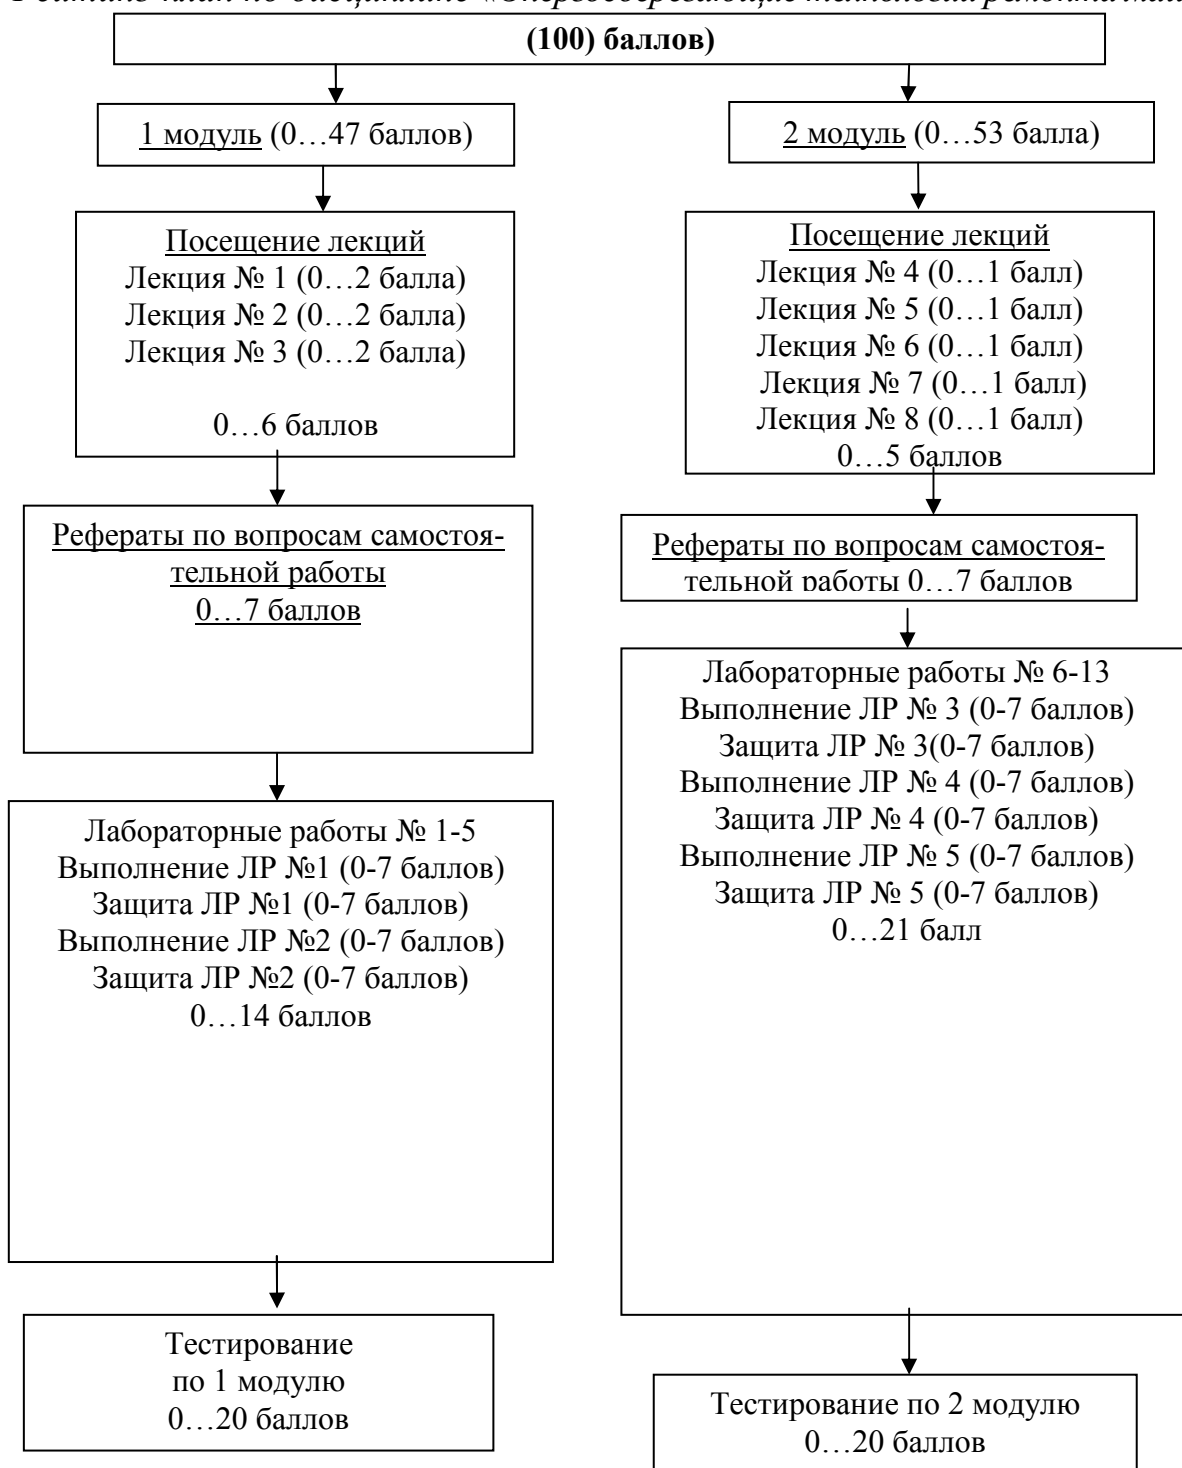 (100) баллов)
1 модуль (0…47 баллов)
Посещение лекций
Лекция № 1 (0…2 балла)
Лекция № 2 (0…2 балла)
Лекция № 3 (0…2 балла)
0…6 баллов
Рефераты по вопросам самостоя-
тельной работы
0…7 баллов
Лабораторные работы № 1-5
Выполнение ЛР №1 (0-7 баллов)
Защита ЛР №1 (0-7 баллов)
Выполнение ЛР №2 (0-7 баллов)
Защита ЛР №2 (0-7 баллов)
0…14 баллов
Тестирование
по 1 модулю
0…20 баллов
2 модуль (0…53 балла)
Посещение лекций
Лекция № 4 (0…1 балл)
Лекция № 5 (0…1 балл)
Лекция № 6 (0…1 балл)
Лекция № 7 (0…1 балл)
Лекция № 8 (0…1 балл)
0…5 баллов
Рефераты по вопросам самостоя-
тельной работы 0…7 баллов
Лабораторные работы № 6-13
Выполнение ЛР № 3 (0-7 баллов)
Защита ЛР № 3(0-7 баллов)
Выполнение ЛР № 4 (0-7 баллов)
Защита ЛР № 4 (0-7 баллов)
Выполнение ЛР № 5 (0-7 баллов)
Защита ЛР № 5 (0-7 баллов)
0…21 балл
Тестирование по 2 модулю
0…20 баллов